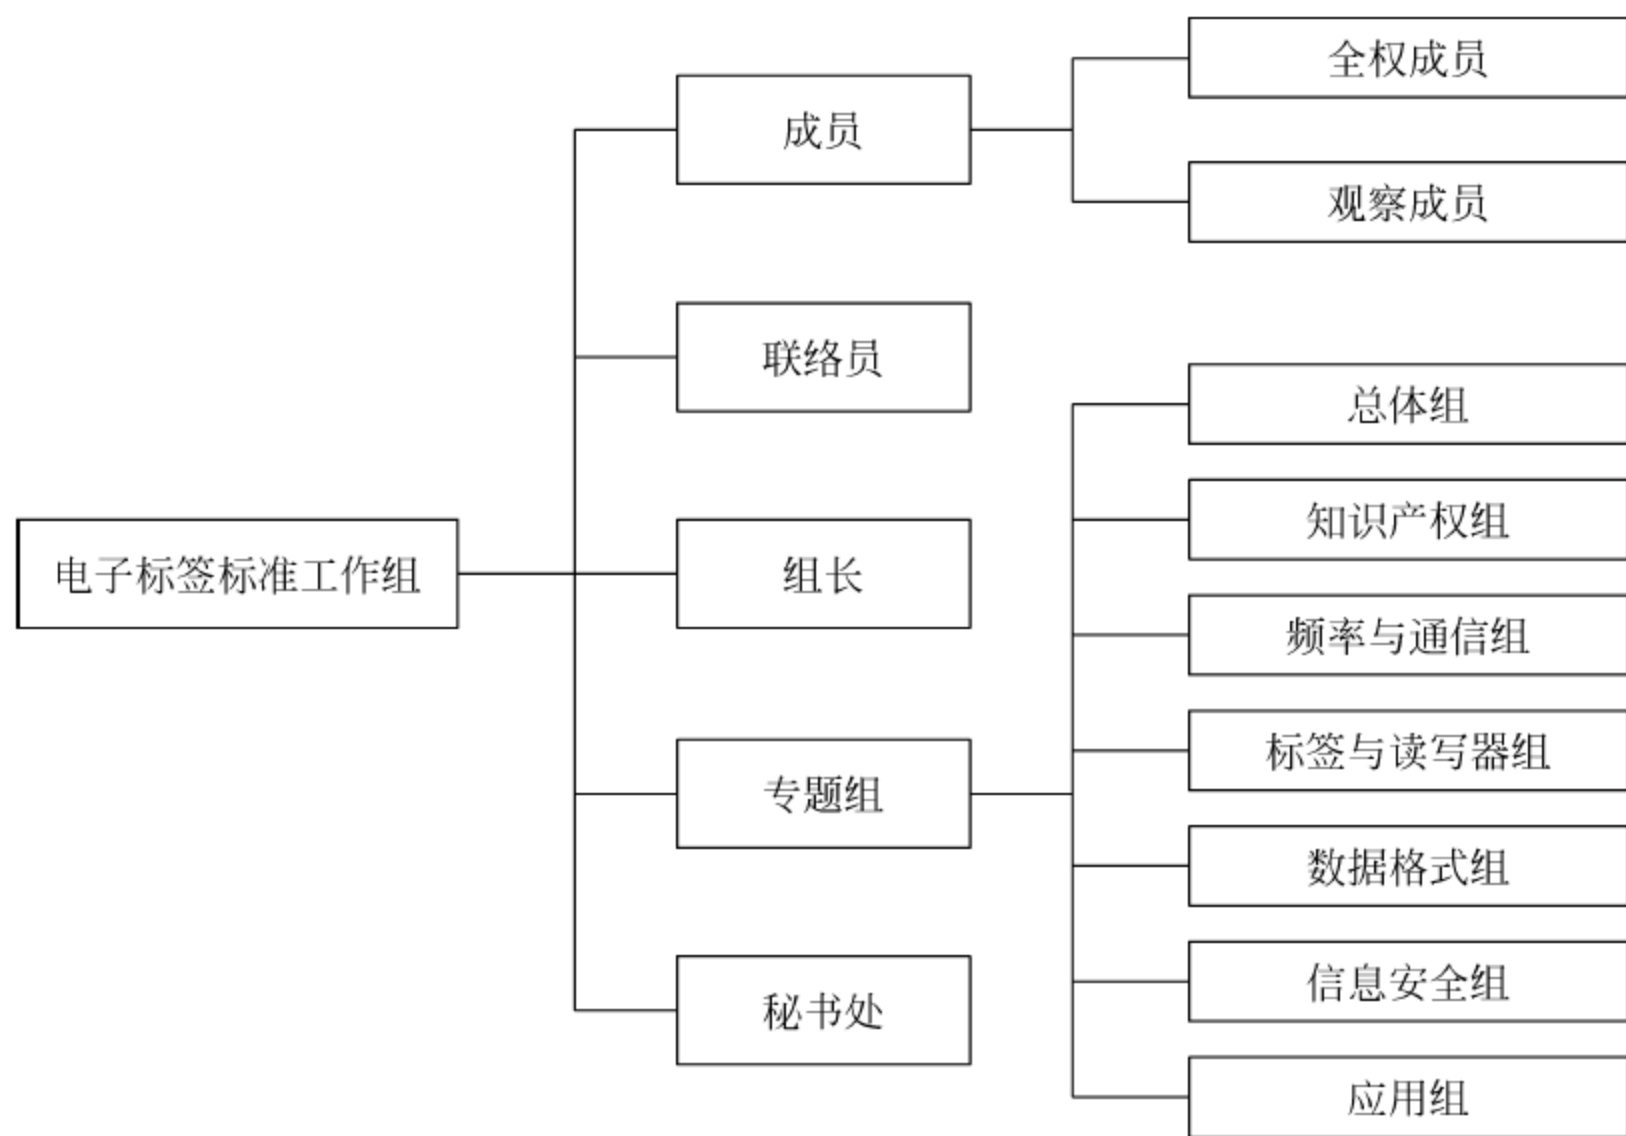 全权成员
成员
观察成员
联络员
总体组
知识产权组
电子标签标准工作组
组长
频率与通信组
标签与读写器组
专题组
数据格式组
信息安全组
秘书处
应用组